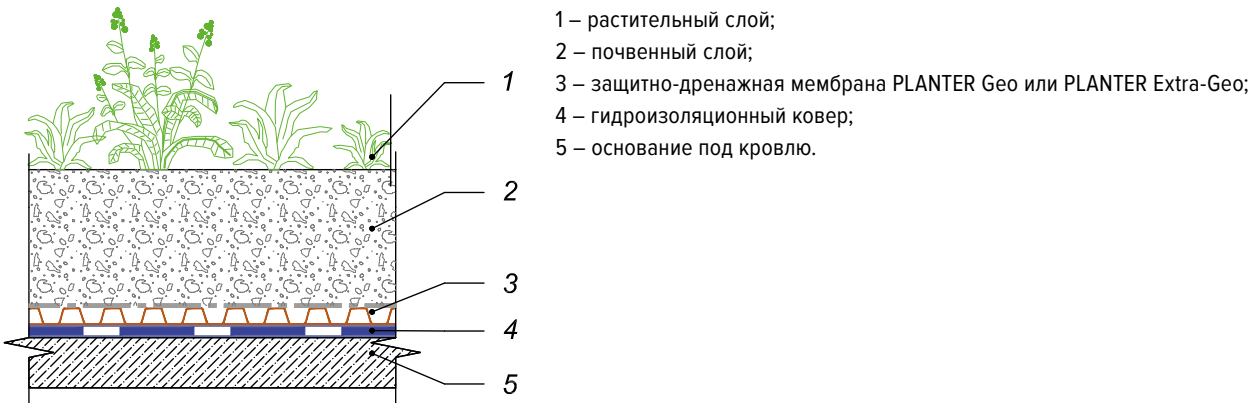 1 – растительный слой;
2 – почвенный слой;
3 – защитно-дренажная мембрана PLANTER Geo или PLANTER Extra-Geo;
4 – гидроизоляционный ковер;
5 – основание под кровлю.
1
2
3
4
5